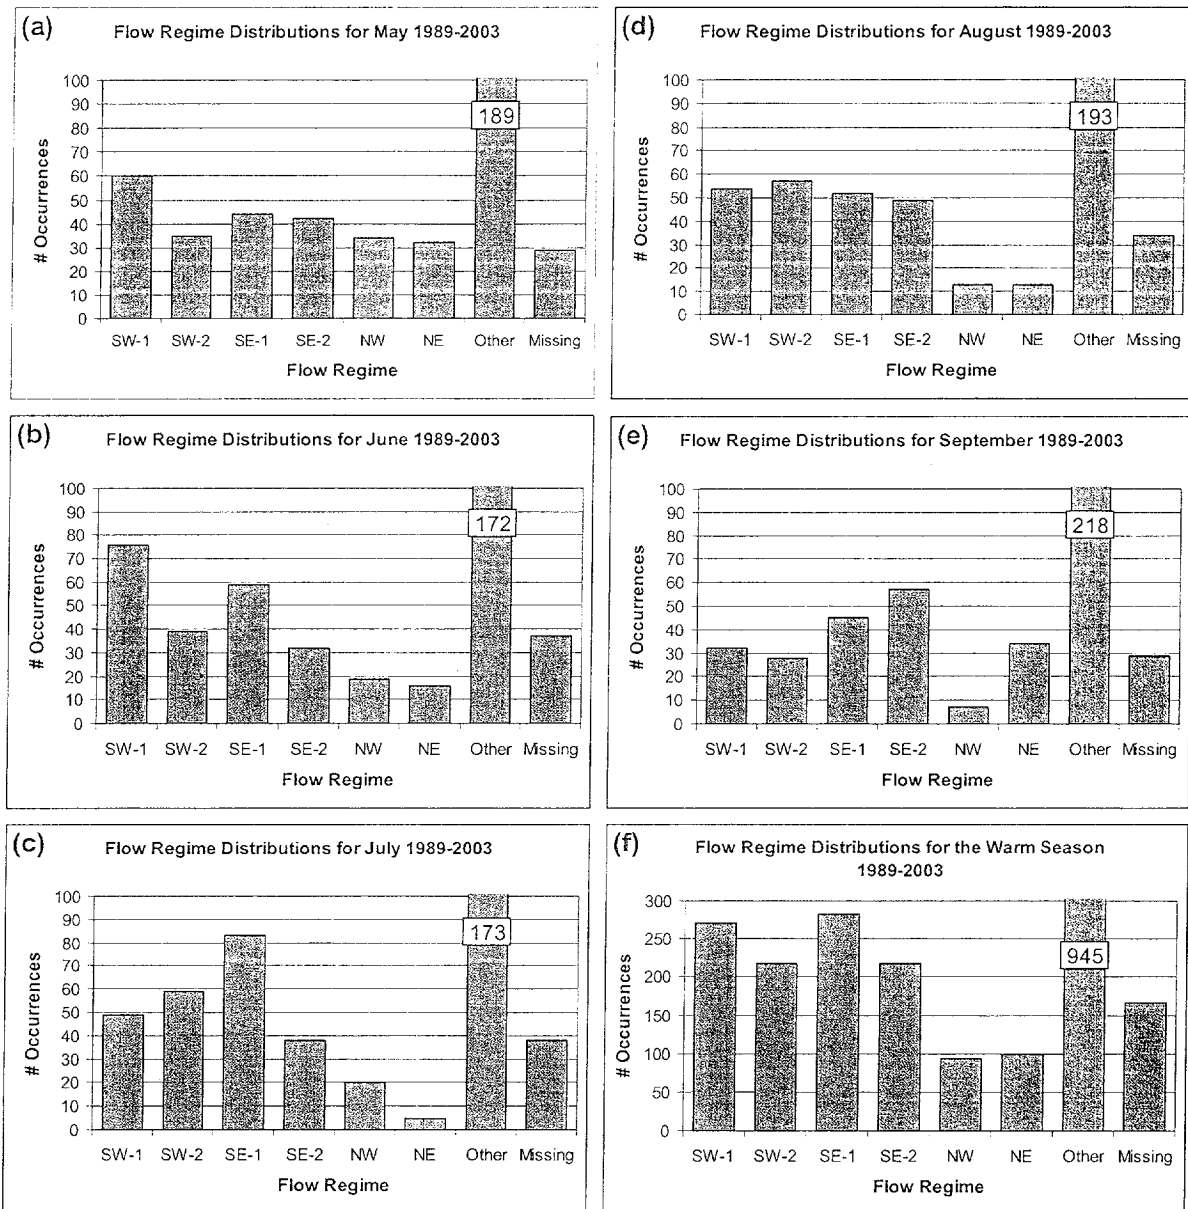 (a)
Flow Regime Distributions for May 1989-2003
# Occurrences
100
90
80
70
60
50
40
30
20
10
0
189
SW-1 SW-2 SE-1 SE-2 NW NE Other Missing
Flow Regime
(d)
Flow Regime Distributions for August 1989-2003
# Occurrences
100
90
80
70
60
50
40
30
20
10
0
193
SW-1 SW-2 SE-1 SE-2 NW NE Other Missing
Flow Regime
(b)
Flow Regime Distributions for June 1989-2003
# Occurrences
100
90
80
70
60
50
40
30
20
10
0
172
SW-1 SW-2 SE-1 SE-2 NW NE Other Missing
Flow Regime
(e)
Flow Regime Distributions for September 1989-2003
# Occurrences
100
90
80
70
60
50
40
30
20
10
0
218
SW-1 SW-2 SE-1 SE-2 NW NE Other Missing
Flow Regime
(c)
Flow Regime Distributions for July 1989-2003
# Occurrences
100
90
80
70
60
50
40
30
20
10
0
173
SW-1 SW-2 SE-1 SE-2 NW NE Other Missing
Flow Regime
(f)
Flow Regime Distributions for the Warm Season
1989-2003
# Occurrences
300
250
200
150
100
50
0
945
SW-1 SW-2 SE-1 SE-2 NW NE Other Missing
Flow Regime